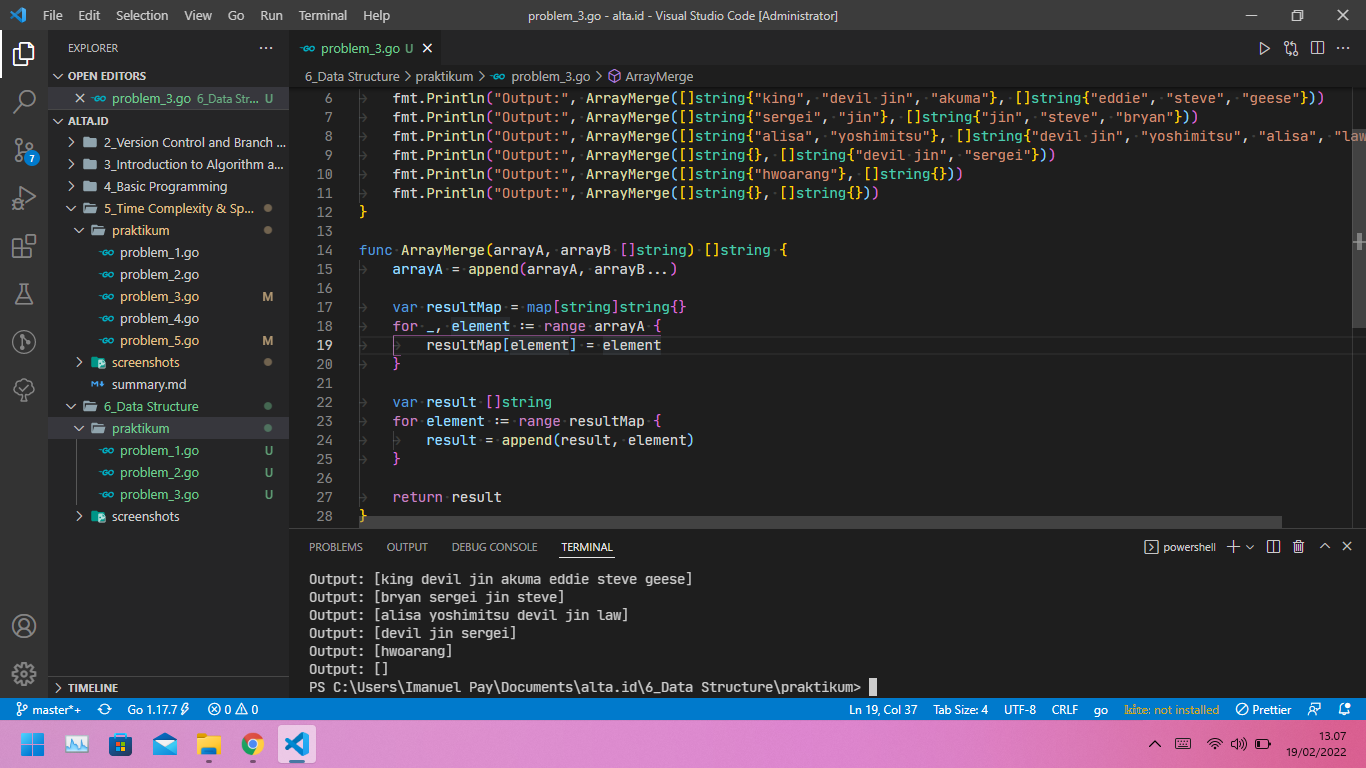 File Edit Selection View Go Run Terminal Help problem_3.go - alta.id - Visual Studio Code [Administrator]
EXPLORER
OPEN EDITORS
problem_3.go 6_Data Str... U
ALTA.ID
2_Version Control and Branch ...
3_Introduction to Algorithm a...
4_Basic Programming
5_Time Complexity & Sp...
praktikum
problem_1.go
problem_2.go
problem_3.go M
problem_4.go
problem_5.go M
screenshots
summary.md
6_Data Structure
praktikum
problem_1.go U
problem_2.go U
problem_3.go U
screenshots
TIMELINE
problem_3.go U
6_Data Structure > praktikum > problem_3.go > ArrayMerge
6 fmt.Println("Output:", ArrayMerge([]string{"king", "devil jin", "akuma"}, []string{"eddie", "steve", "geese"}))
7 fmt.Println("Output:", ArrayMerge([]string{"sergei", "jin"}, []string{"jin", "steve", "bryan"}))
8 fmt.Println("Output:", ArrayMerge([]string{"alisa", "yoshimitsu"}, []string{"devil jin", "yoshimitsu", "alisa", "law
9 fmt.Println("Output:", ArrayMerge([]string{}, []string{"devil jin", "sergei"}))
10 fmt.Println("Output:", ArrayMerge([]string{"hwoarang"}, []string{}))
11 fmt.Println("Output:", ArrayMerge([]string{}, []string{}))
12 }
13
14 func ArrayMerge(arrayA, arrayB []string) []string {
15 arrayA = append(arrayA, arrayB...)
16
17 var resultMap = map[string]string{}
18 for _, element := range arrayA {
19 resultMap[element] = element
20 }
21
22 var result []string
23 for element := range resultMap {
24 result = append(result, element)
25 }
26
27 return result
28 }
PROBLEMS OUTPUT DEBUG CONSOLE TERMINAL powershell
Output: [king devil jin akuma eddie steve geese]
Output: [bryan sergei jin steve]
Output: [alisa yoshimitsu devil jin law]
Output: [devil jin sergei]
Output: [hwoarang]
Output: []
PS C:\Users\Imanuel Pay\Documents\alta.id\6_Data Structure\praktikum>
master*+ Go 1.17.7 0 0 Ln 19, Col 37 Tab Size: 4 UTF-8 CRLF go kite: not installed Prettier
7
13.07
19/02/2022